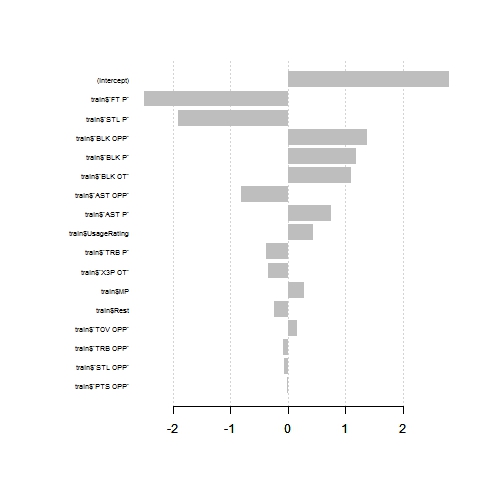 (Intercept)
train$`FT P`
train$`STL P`
train$`BLK OPP`
train$`BLK P`
train$`BLK OT`
train$`AST OPP`
train$`AST P`
train$UsageRating
train$`TRB P`
train$`X3P OT`
train$MP
train$Rest
train$`TOV OPP`
train$`TRB OPP`
train$`STL OPP`
train$`PTS OPP`
-2 -1 0 1 2